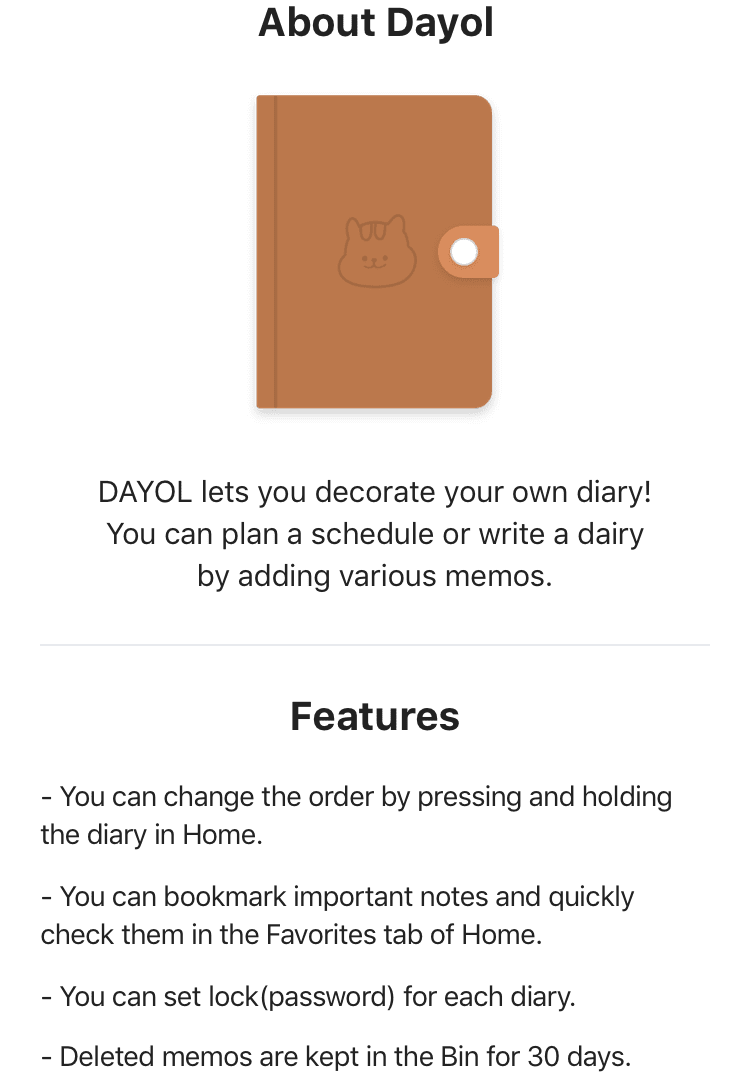 About Dayol
DAYOL lets you decorate your own diary!
You can plan a schedule or write a dairy
by adding various memos.
Features
- You can change the order by pressing and holding
the diary in Home.
- You can bookmark important notes and quickly
check them in the Favorites tab of Home.
- You can set lock(password) for each diary.
- Deleted memos are kept in the Bin for 30 days.